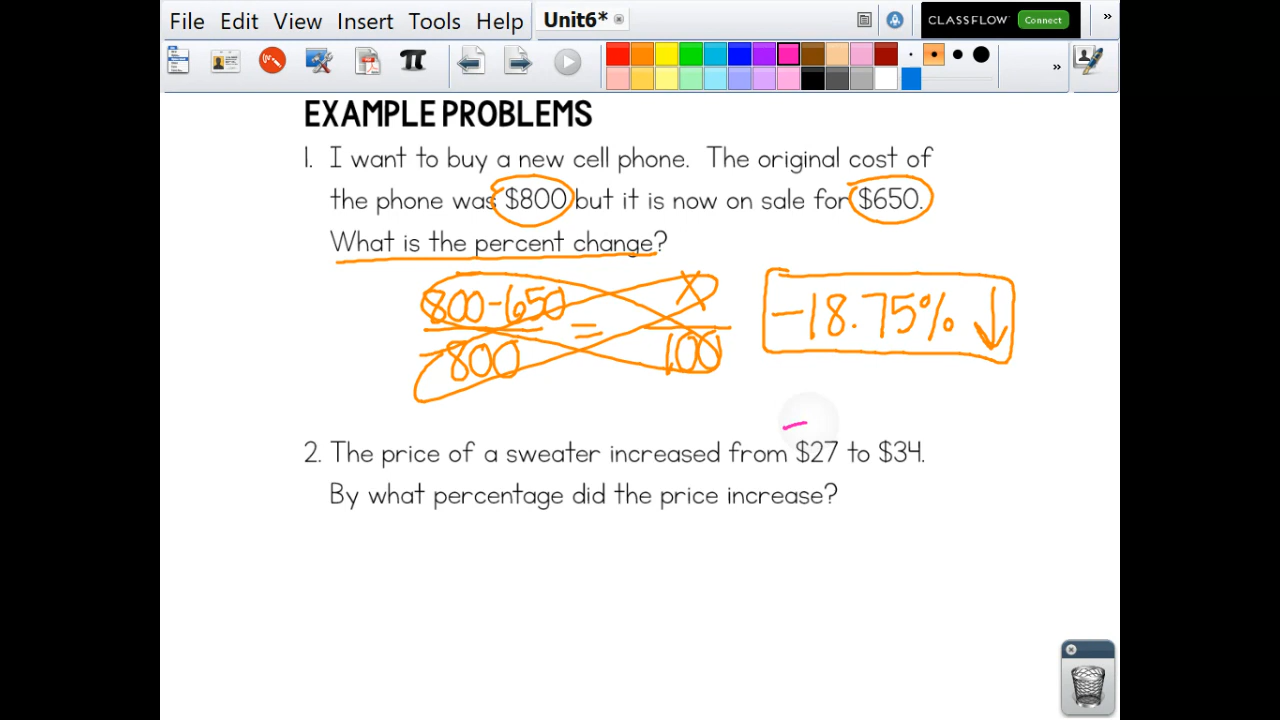 File Edit View Insert Tools Help Unit6* CLASSFLOW Connect »
π »
EXAMPLE PROBLEMS
1. I want to buy a new cell phone. The original cost of
the phone was $800 but it is now on sale for $650.
What is the percent change?
800-650 = X
800 100
-18.75% ↓
2. The price of a sweater increased from $27 to $34.
By what percentage did the price increase?